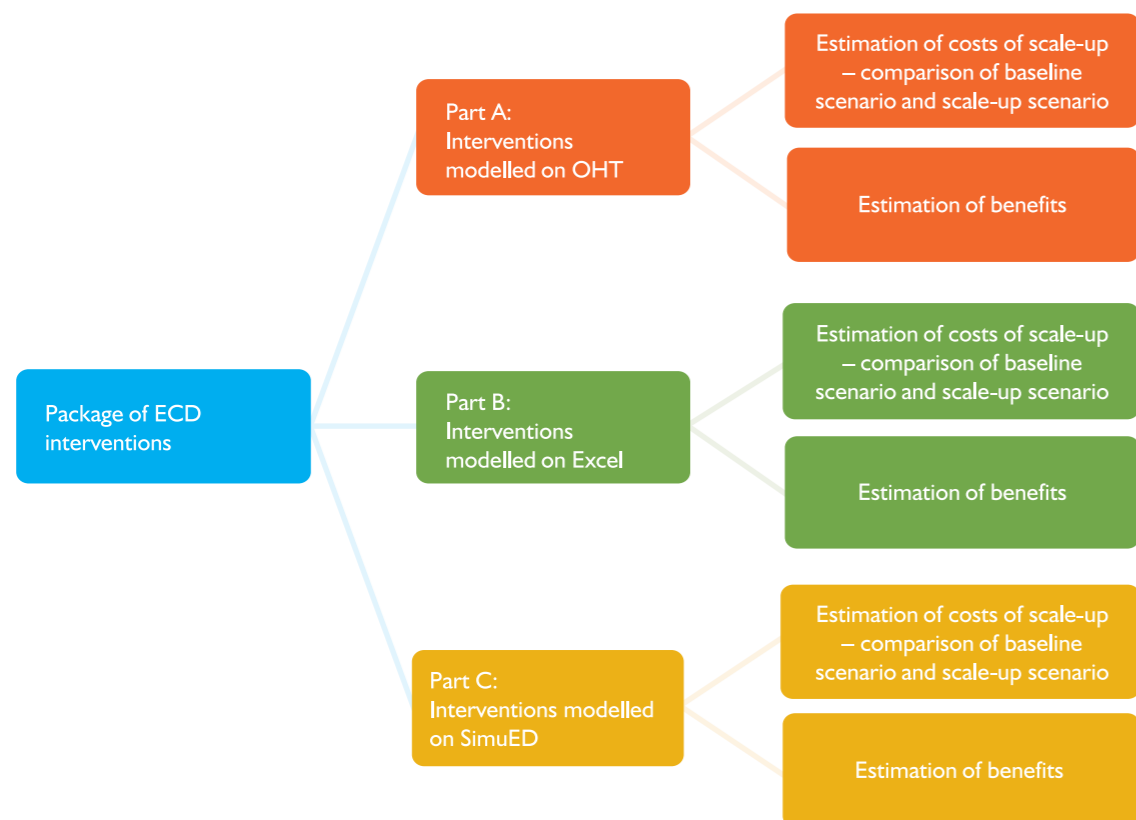 Package of ECD
interventions
Part A:
Interventions
modelled on OHT
Estimation of costs of scale-up
– comparison of baseline
scenario and scale-up scenario
Estimation of benefits
Part B:
Interventions
modelled on Excel
Estimation of costs of scale-up
– comparison of baseline
scenario and scale-up scenario
Estimation of benefits
Part C:
Interventions modelled
on SimuED
Estimation of costs of scale-up
– comparison of baseline
scenario and scale-up scenario
Estimation of benefits